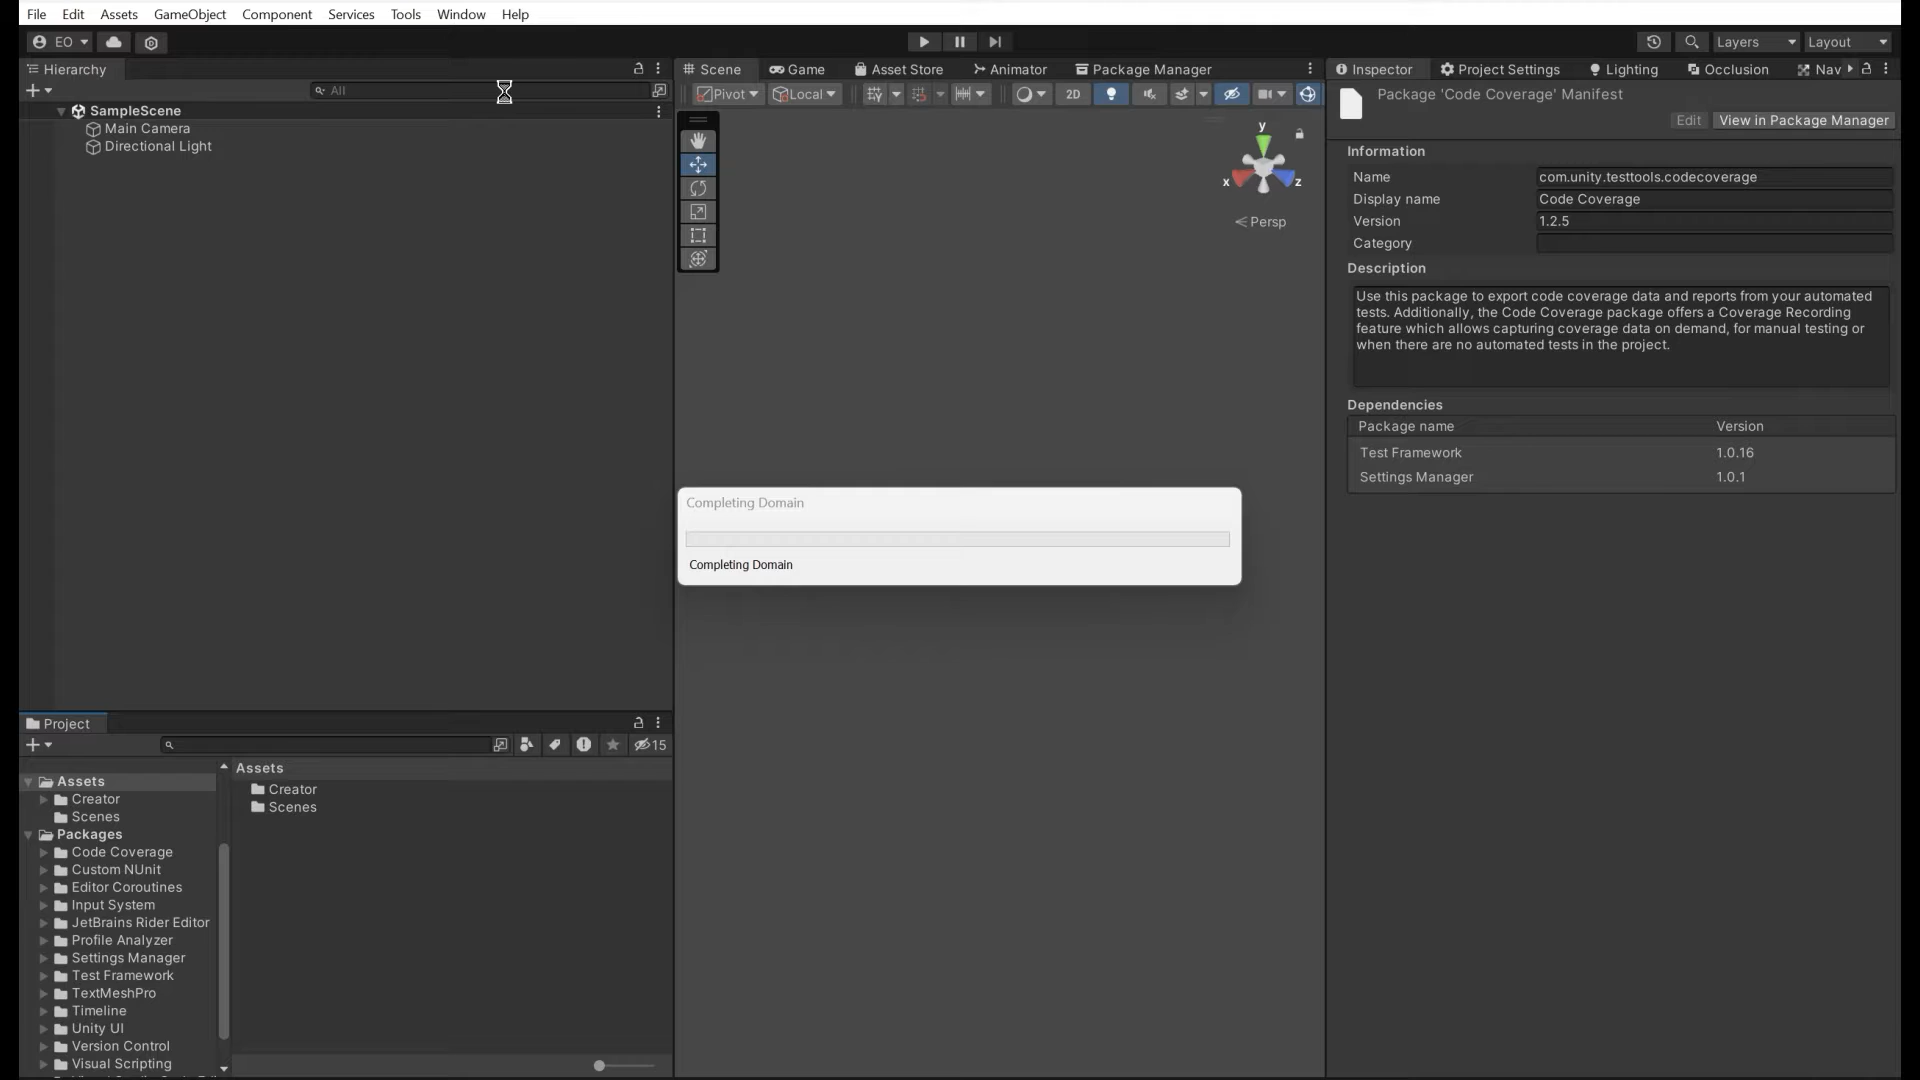 File Edit Assets GameObject Component Services Tools Window Help
EO
Layers Layout
Hierarchy
All
SampleScene
Main Camera
Directional Light
Scene Game Asset Store Animator Package Manager
Pivot Local 2D
y
x z
Persp
Completing Domain
Completing Domain
Inspector Project Settings Lighting Occlusion Nav
Package 'Code Coverage' Manifest
Edit View in Package Manager
Information
Name com.unity.testtools.codecoverage
Display name Code Coverage
Version 1.2.5
Category
Description
Use this package to export code coverage data and reports from your automated
tests. Additionally, the Code Coverage package offers a Coverage Recording
feature which allows capturing coverage data on demand, for manual testing or
when there are no automated tests in the project.
Dependencies
Package name Version
Test Framework 1.0.16
Settings Manager 1.0.1
Project
15
Assets
Creator
Scenes
Packages
Code Coverage
Custom NUnit
Editor Coroutines
Input System
JetBrains Rider Editor
Profile Analyzer
Settings Manager
Test Framework
TextMeshPro
Timeline
Unity UI
Version Control
Visual Scripting
Assets
Creator
Scenes